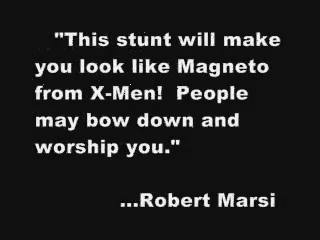 "This stunt will make
you look like Magneto
from X-Men!  People
may bow down and
worship you."
...Robert Marsi